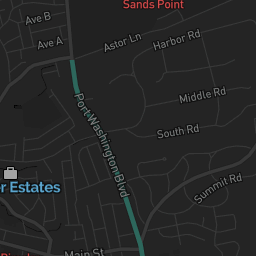 Sands Point
Ave B
Harbor Rd
Astor Ln
Ave A
Middle Rd
Port Washington Blvd
South Rd
er Estates
Summit Rd
Main St